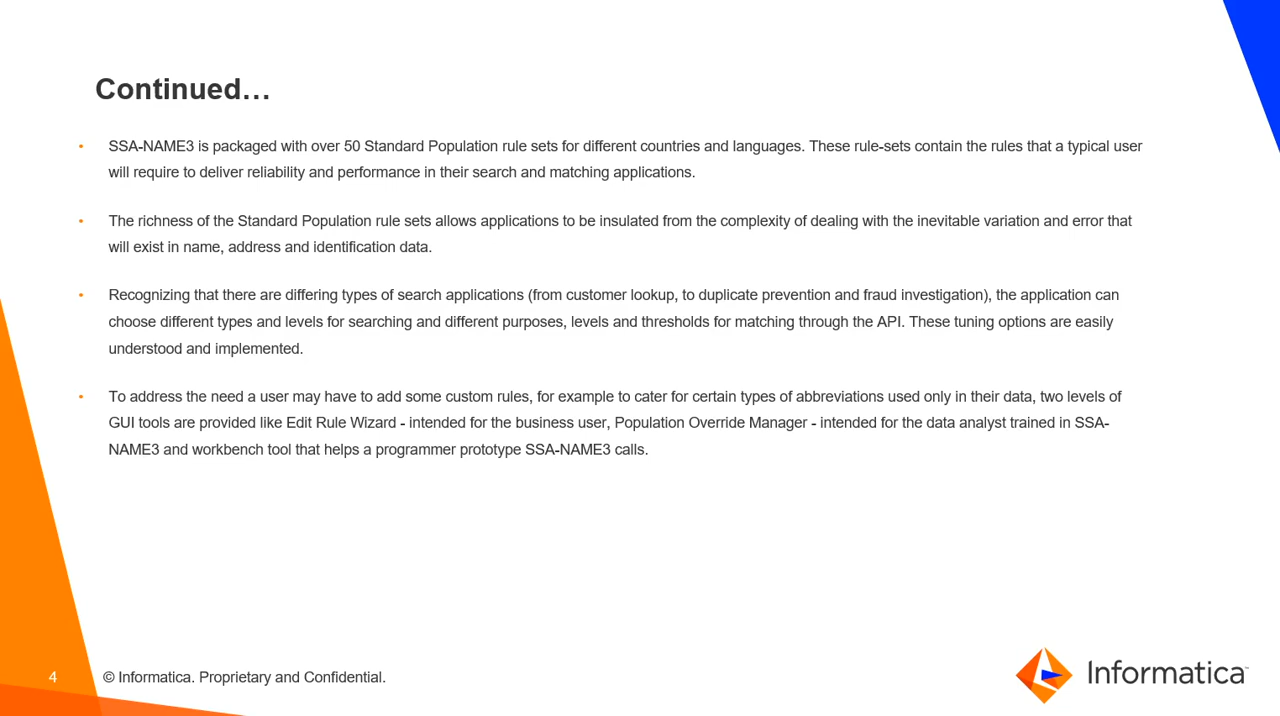 Continued…
• SSA-NAME3 is packaged with over 50 Standard Population rule sets for different countries and languages. These rule-sets contain the rules that a typical user
will require to deliver reliability and performance in their search and matching applications.
• The richness of the Standard Population rule sets allows applications to be insulated from the complexity of dealing with the inevitable variation and error that
will exist in name, address and identification data.
• Recognizing that there are differing types of search applications (from customer lookup, to duplicate prevention and fraud investigation), the application can
choose different types and levels for searching and different purposes, levels and thresholds for matching through the API. These tuning options are easily
understood and implemented.
• To address the need a user may have to add some custom rules, for example to cater for certain types of abbreviations used only in their data, two levels of
GUI tools are provided like Edit Rule Wizard - intended for the business user, Population Override Manager - intended for the data analyst trained in SSA-
NAME3 and workbench tool that helps a programmer prototype SSA-NAME3 calls.
4 © Informatica. Proprietary and Confidential.
Informatica™